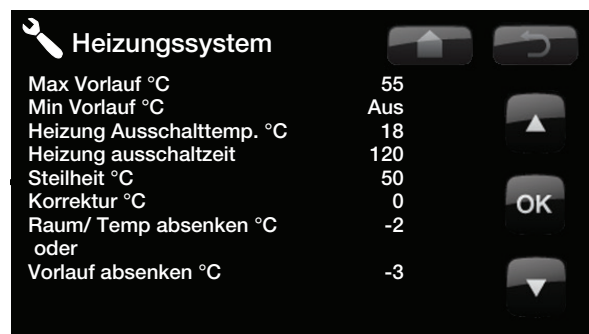 Heizungssystem
Max Vorlauf °C 55
Min Vorlauf °C Aus
Heizung Ausschalttemp. °C 18
Heizung ausschaltzeit 120
Steilheit °C 50
Korrektur °C 0
OK
Raum/ Temp absenken °C -2
oder
Vorlauf absenken °C -3